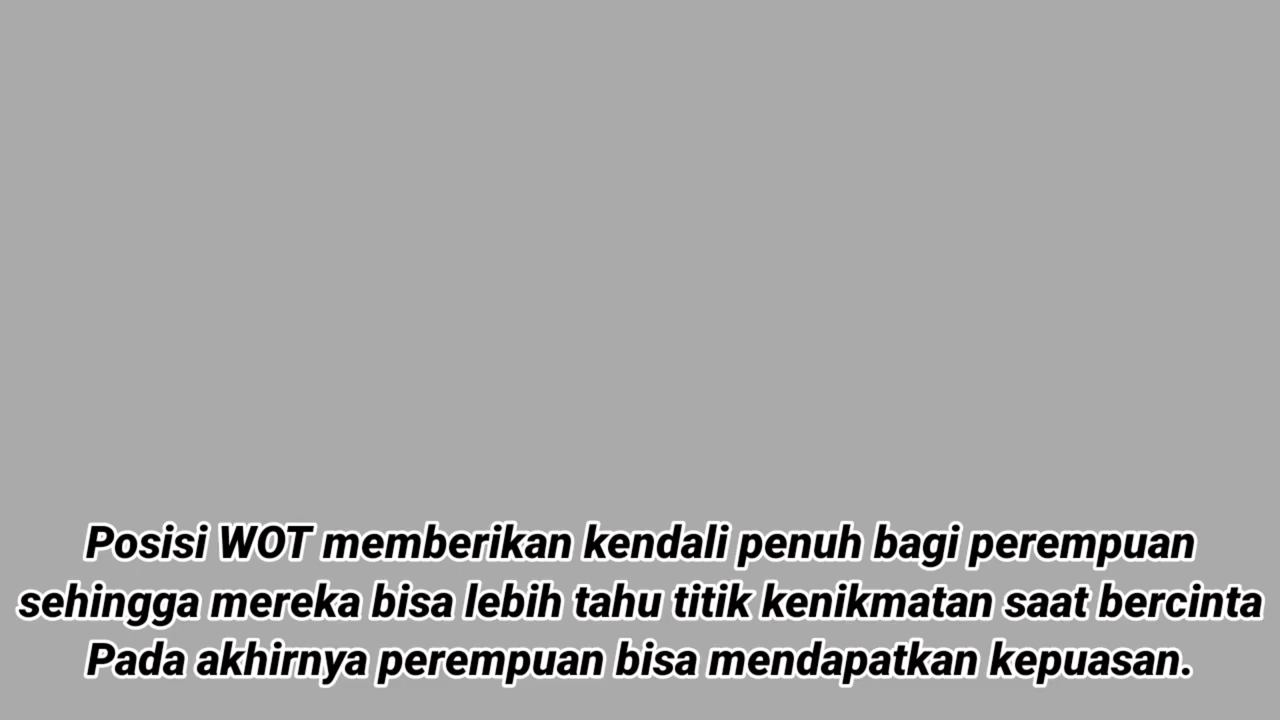 Posisi WOT memberikan kendali penuh bagi perempuan
sehingga mereka bisa lebih tahu titik kenikmatan saat bercinta
Pada akhirnya perempuan bisa mendapatkan kepuasan.